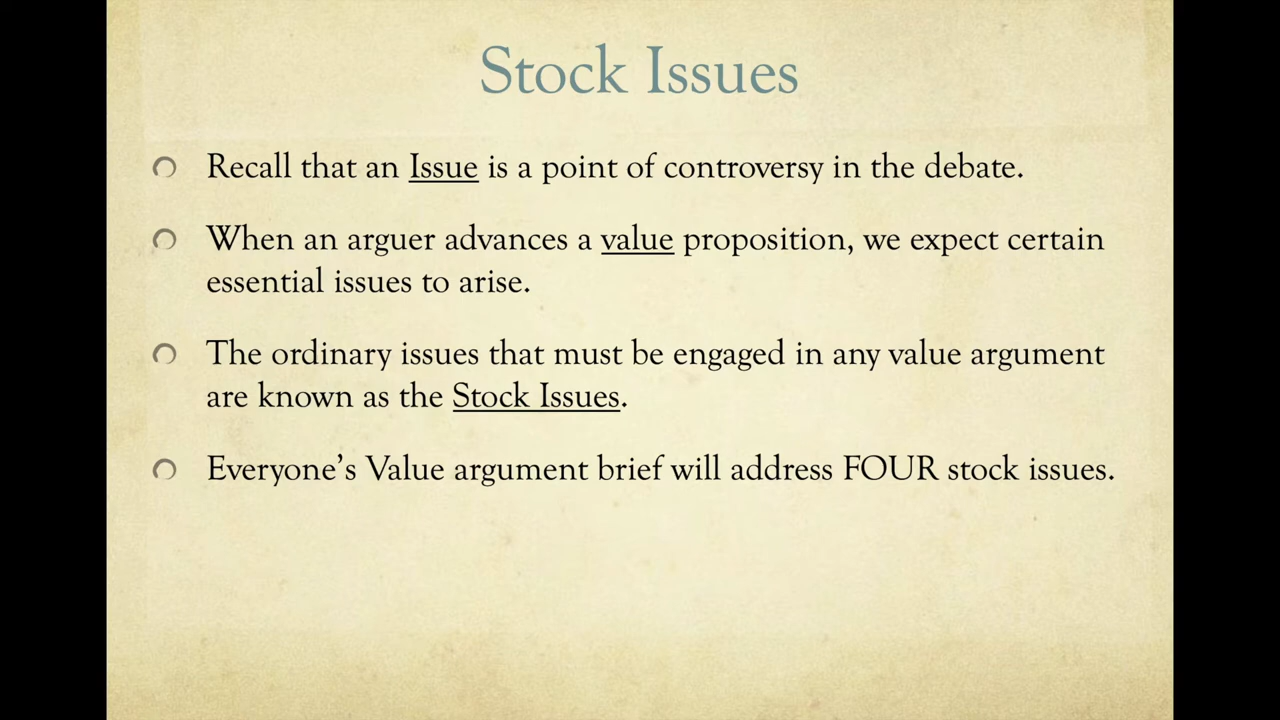 Stock Issues
Recall that an Issue is a point of controversy in the debate.
When an arguer advances a value proposition, we expect certain
essential issues to arise.
The ordinary issues that must be engaged in any value argument
are known as the Stock Issues.
Everyone’s Value argument brief will address FOUR stock issues.